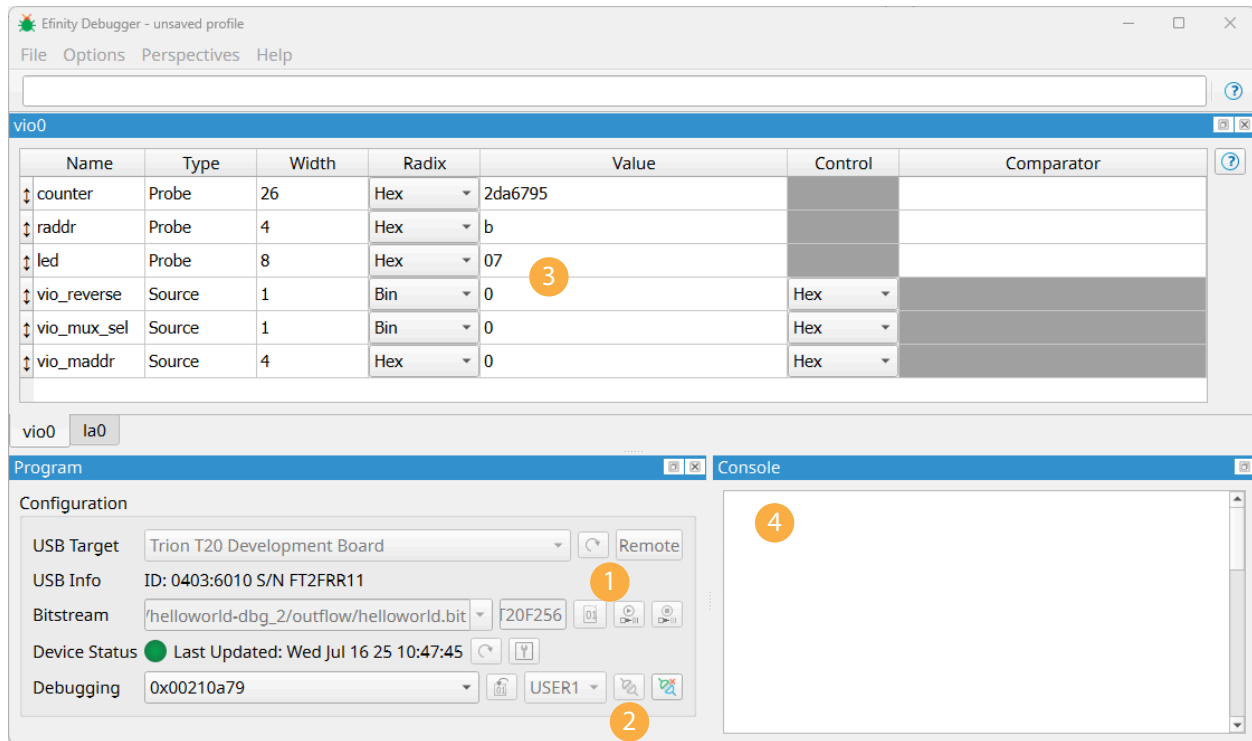 Efinity Debugger - unsaved profile
File Options Perspectives Help
vio0
Name Type Width Radix Value Control Comparator
counter Probe 26 Hex 2da6795
raddr Probe 4 Hex b
led Probe 8 Hex 07
3
vio_reverse Source 1 Bin 0 Hex
vio_mux_sel Source 1 Bin 0 Hex
vio_maddr Source 4 Hex 0 Hex
vio0 la0
Program
Configuration
USB Target Trion T20 Development Board Remote
USB Info ID: 0403:6010 S/N FT2FRR11
1
Bitstream /helloworld-dbg_2/outflow/helloworld.bit T20F256 01
Device Status Last Updated: Wed Jul 16 25 10:47:45
Debugging 0x00210a79 01 USER1
2
Console
4